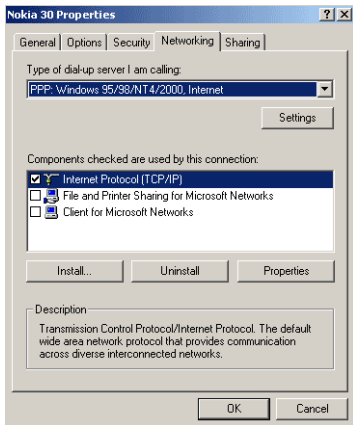 Nokia 30 Properties
General Options Security Networking Sharing
Type of dial-up server I am calling:
PPP: Windows 95/98/NT4/2000, Internet
Settings
Components checked are used by this connection:
Internet Protocol (TCP/IP)
File and Printer Sharing for Microsoft Networks
Client for Microsoft Networks
Install... Uninstall Properties
Description
Transmission Control Protocol/Internet Protocol. The default
wide area network protocol that provides communication
across diverse interconnected networks.
OK Cancel